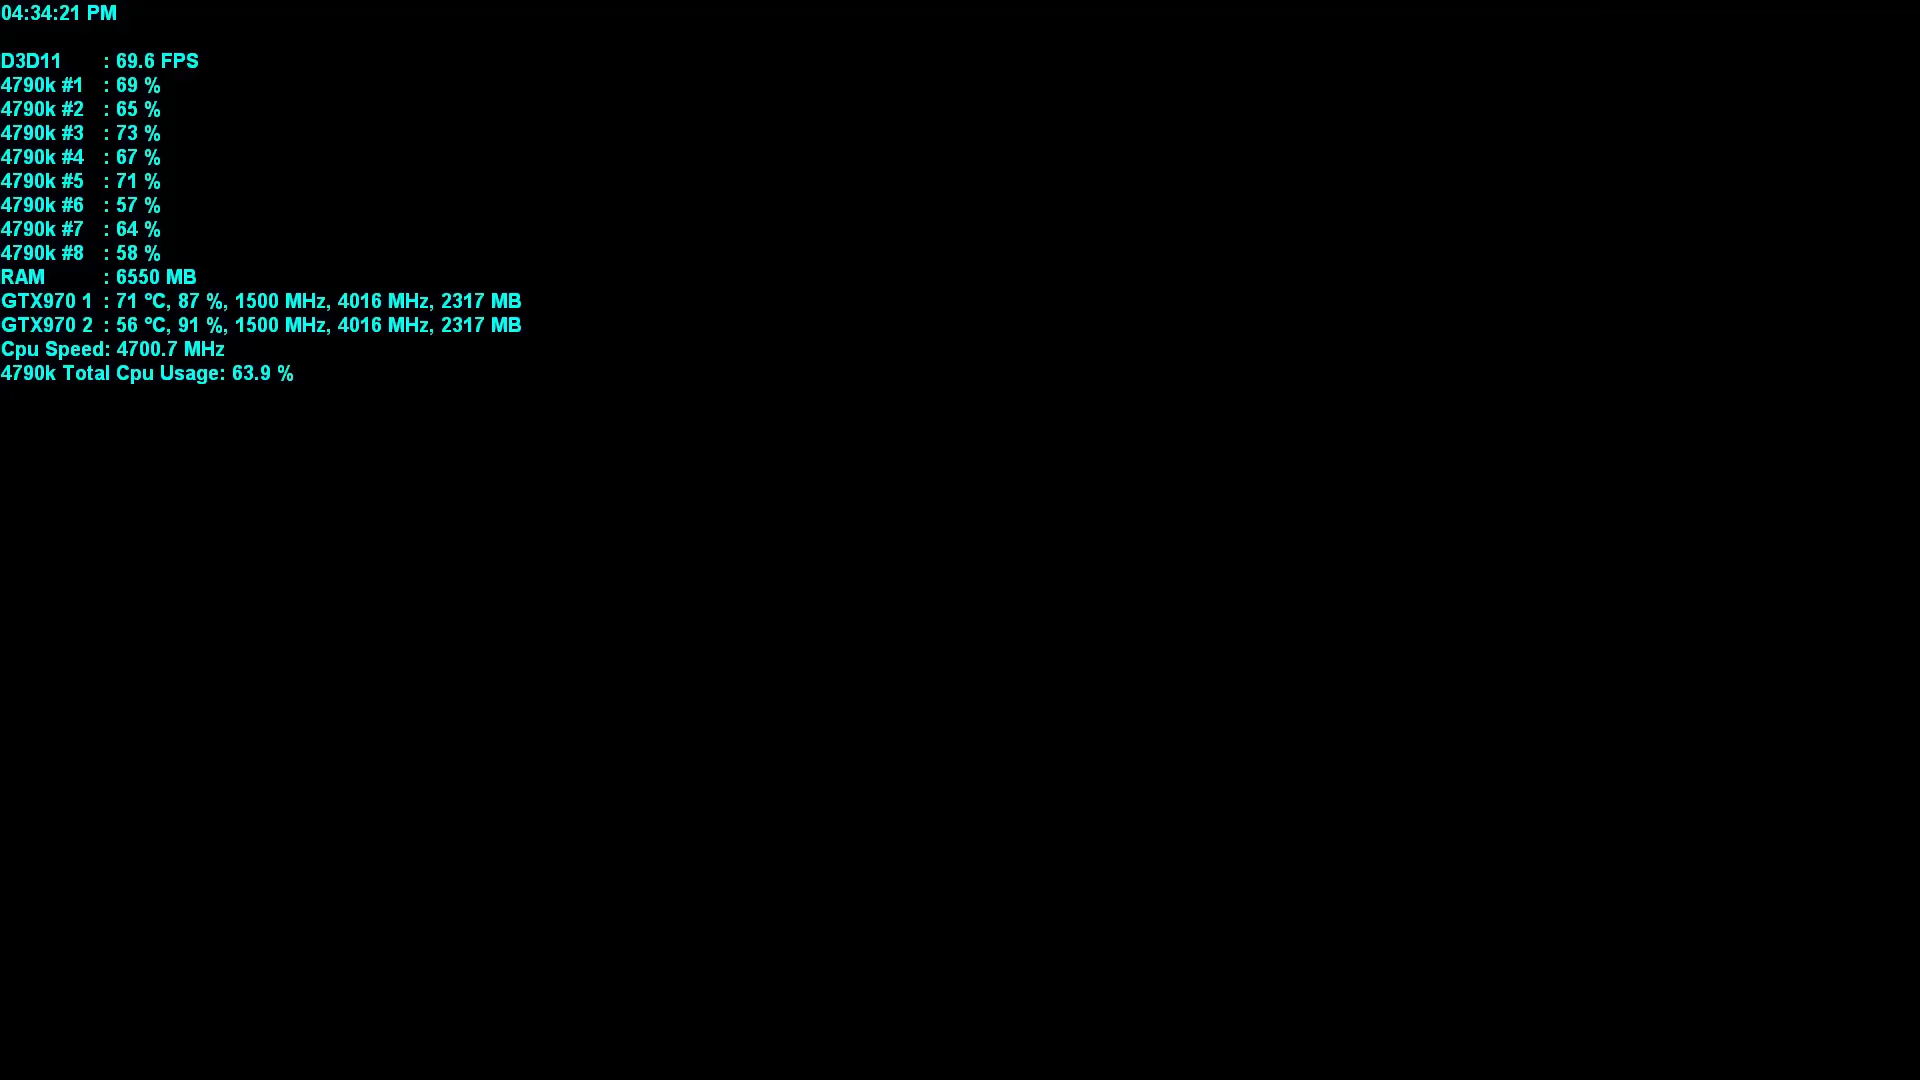 04:34:21 PM
D3D11 : 69.6 FPS
4790k #1 : 69 %
4790k #2 : 65 %
4790k #3 : 73 %
4790k #4 : 67 %
4790k #5 : 71 %
4790k #6 : 57 %
4790k #7 : 64 %
4790k #8 : 58 %
RAM : 6550 MB
GTX970 1 : 71 °C, 87 %, 1500 MHz, 4016 MHz, 2317 MB
GTX970 2 : 56 °C, 91 %, 1500 MHz, 4016 MHz, 2317 MB
Cpu Speed: 4700.7 MHz
4790k Total Cpu Usage: 63.9 %